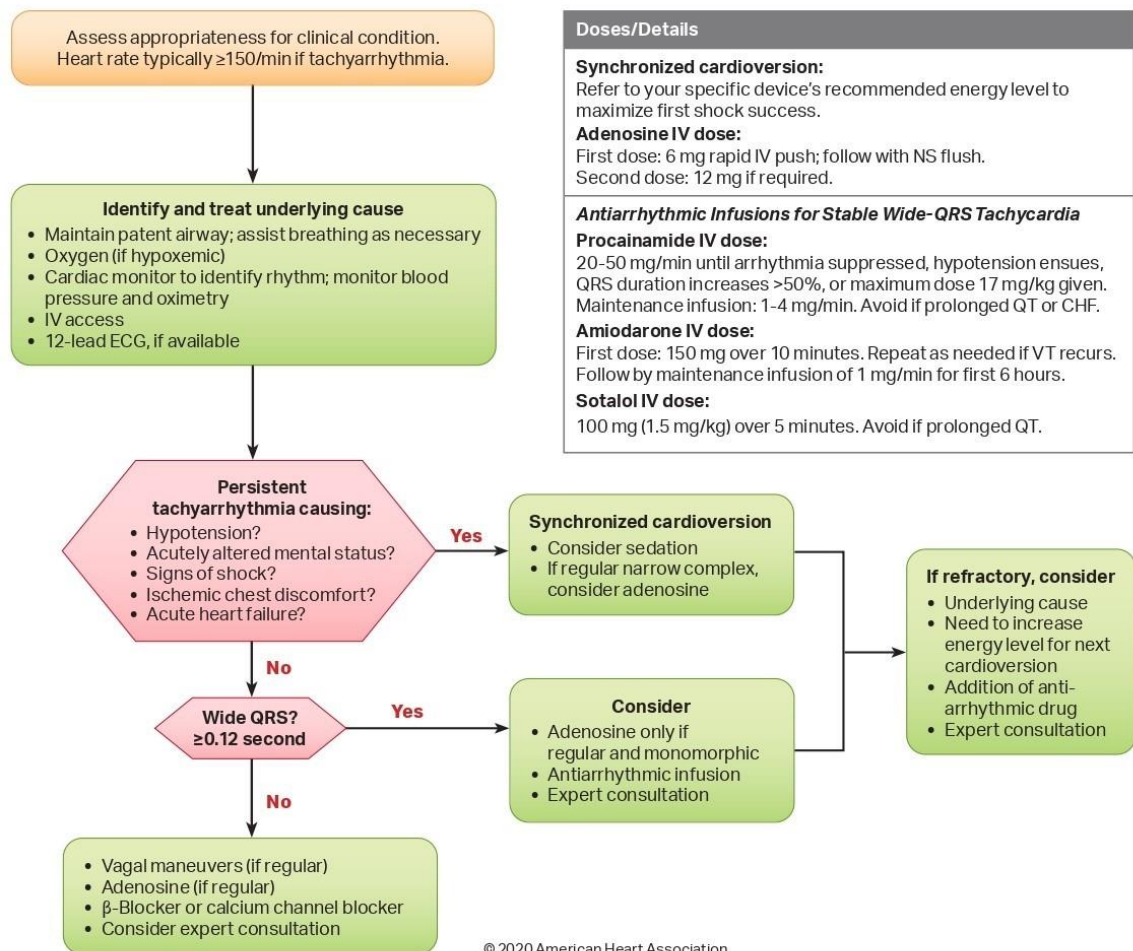 Assess appropriateness for clinical condition.
Heart rate typically ≥150/min if tachyarrhythmia.
Identify and treat underlying cause
• Maintain patent airway; assist breathing as necessary
• Oxygen (if hypoxemic)
• Cardiac monitor to identify rhythm; monitor blood
pressure and oximetry
• IV access
• 12-lead ECG, if available
Doses/Details
Synchronized cardioversion:
Refer to your specific device's recommended energy level to
maximize first shock success.
Adenosine IV dose:
First dose: 6 mg rapid IV push; follow with NS flush.
Second dose: 12 mg if required.
Antiarrhythmic Infusions for Stable Wide-QRS Tachycardia
Procainamide IV dose:
20-50 mg/min until arrhythmia suppressed, hypotension ensues,
QRS duration increases >50%, or maximum dose 17 mg/kg given.
Maintenance infusion: 1-4 mg/min. Avoid if prolonged QT or CHF.
Amiodarone IV dose:
First dose: 150 mg over 10 minutes. Repeat as needed if VT recurs.
Follow by maintenance infusion of 1 mg/min for first 6 hours.
Sotalol IV dose:
100 mg (1.5 mg/kg) over 5 minutes. Avoid if prolonged QT.
Persistent
tachyarrhythmia causing:
• Hypotension?
• Acutely altered mental status?
• Signs of shock?
• Ischemic chest discomfort?
• Acute heart failure?
Yes
Synchronized cardioversion
• Consider sedation
• If regular narrow complex,
consider adenosine
If refractory, consider
• Underlying cause
• Need to increase
energy level for next
cardioversion
• Addition of anti-
arrhythmic drug
• Expert consultation
No
Wide QRS?
≥0.12 second
Yes
Consider
• Adenosine only if
regular and monomorphic
• Antiarrhythmic infusion
• Expert consultation
No
• Vagal maneuvers (if regular)
• Adenosine (if regular)
• β-Blocker or calcium channel blocker
• Consider expert consultation
© 2020 American Heart Association